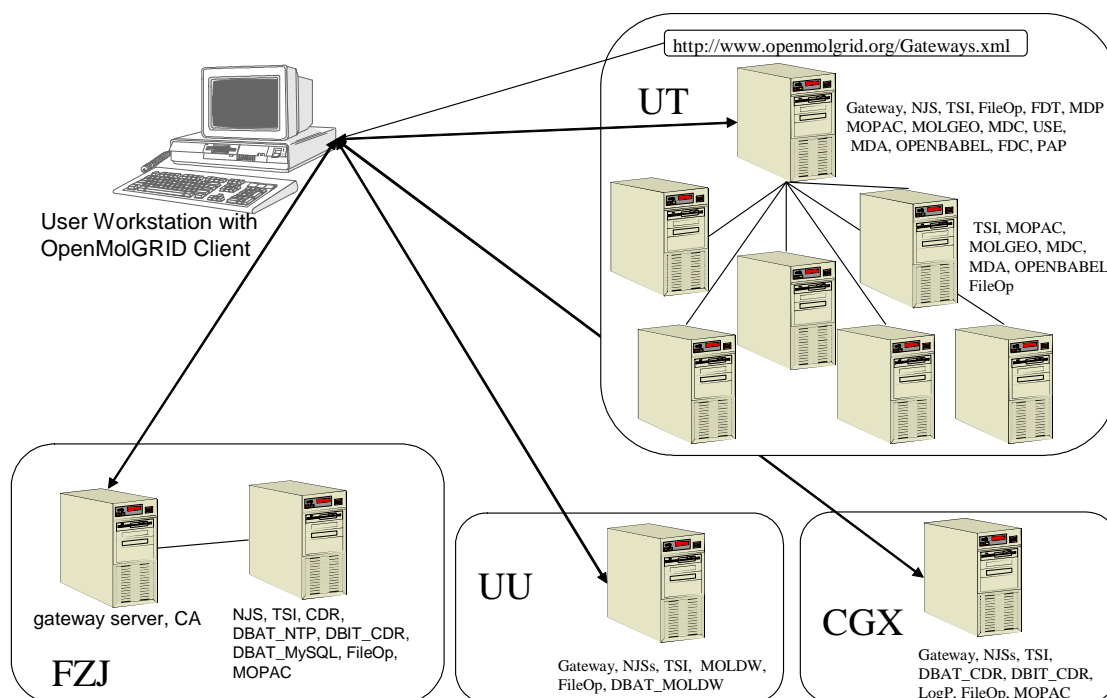 http://www.openmolgrid.org/Gateways.xml
UT
Gateway, NJS, TSI, FileOp, FDT, MDP
MOPAC, MOLGEO, MDC, USE,
MDA, OPENBABEL, FDC, PAP
User Workstation with
OpenMolGRID Client
TSI, MOPAC,
MOLGEO, MDC,
MDA, OPENBABEL
FileOp
gateway server, CA
NJS, TSI, CDR,
DBAT_NTP, DBIT_CDR,
DBAT_MySQL, FileOp,
MOPAC
FZJ
UU
Gateway, NJSs, TSI, MOLDW,
FileOp, DBAT_MOLDW
CGX
Gateway, NJSs, TSI,
DBAT_CDR, DBIT_CDR,
LogP, FileOp, MOPAC